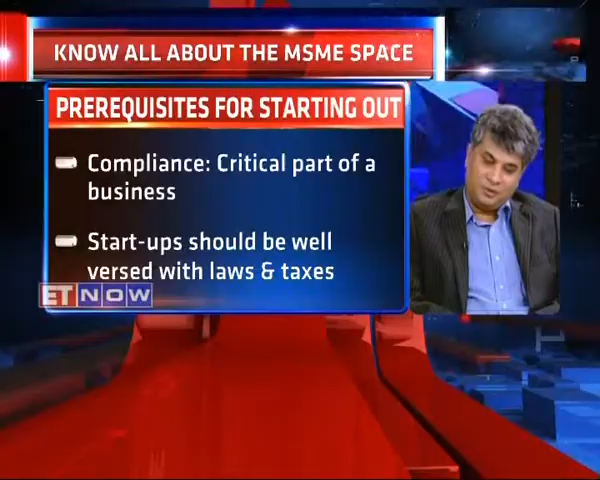 KNOW ALL ABOUT THE MSME SPACE
PREREQUISITES FOR STARTING OUT
Compliance: Critical part of a
business
Start-ups should be well
versed with laws & taxes
ET NOW